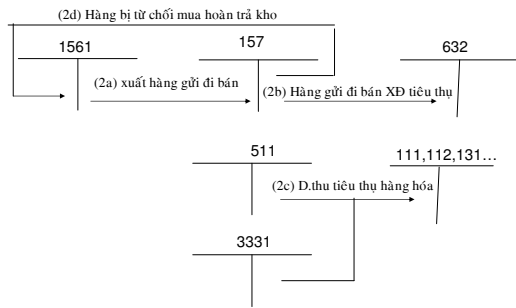 (2d) Hàng bị từ chối mua hoàn trả kho
1561
157
632
(2a) xuất hàng gửi đi bán
(2b) Hàng gửi đi bán XĐ tiêu thụ
511
111,112,131...
(2c) D.thu tiêu thụ hàng hóa
3331